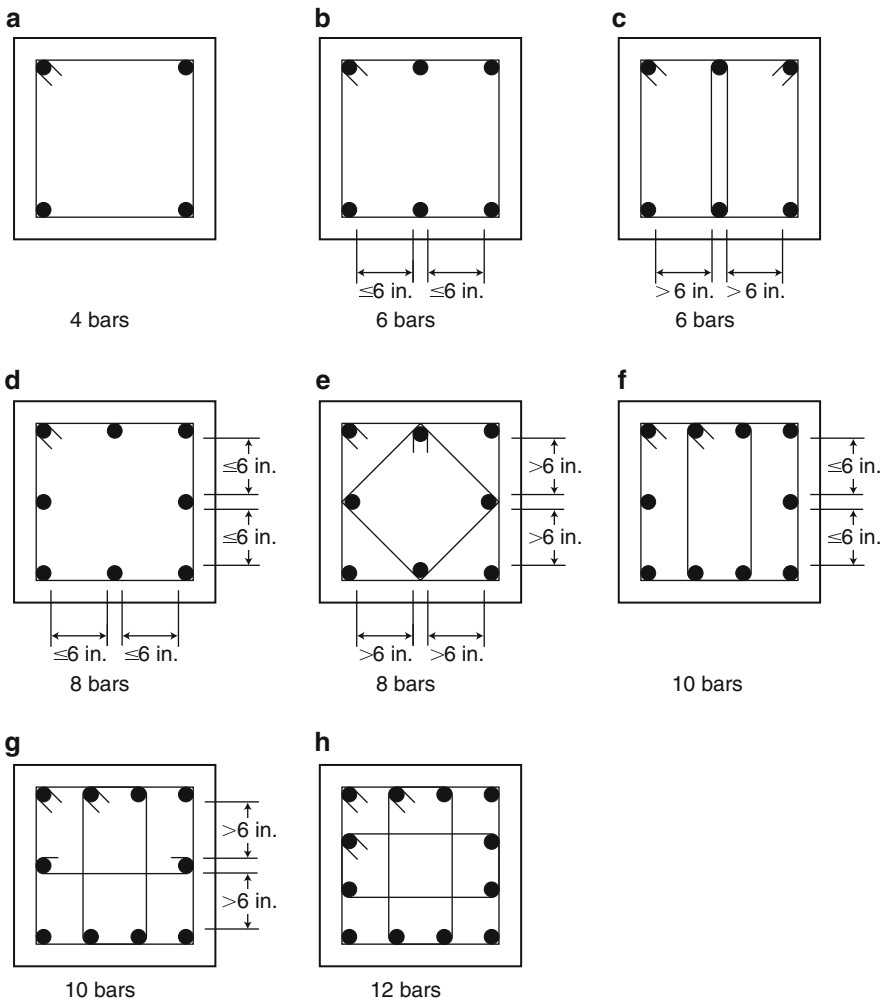 a
b
c
≤6 in.
≤6 in.
> 6 in.
> 6 in.
4 bars
6 bars
6 bars
d
e
f
≤6 in.
≤6 in.
>6 in.
>6 in.
≤6 in.
≤6 in.
≤6 in.
≤6 in.
>6 in.
>6 in.
8 bars
8 bars
10 bars
g
h
>6 in.
>6 in.
10 bars
12 bars